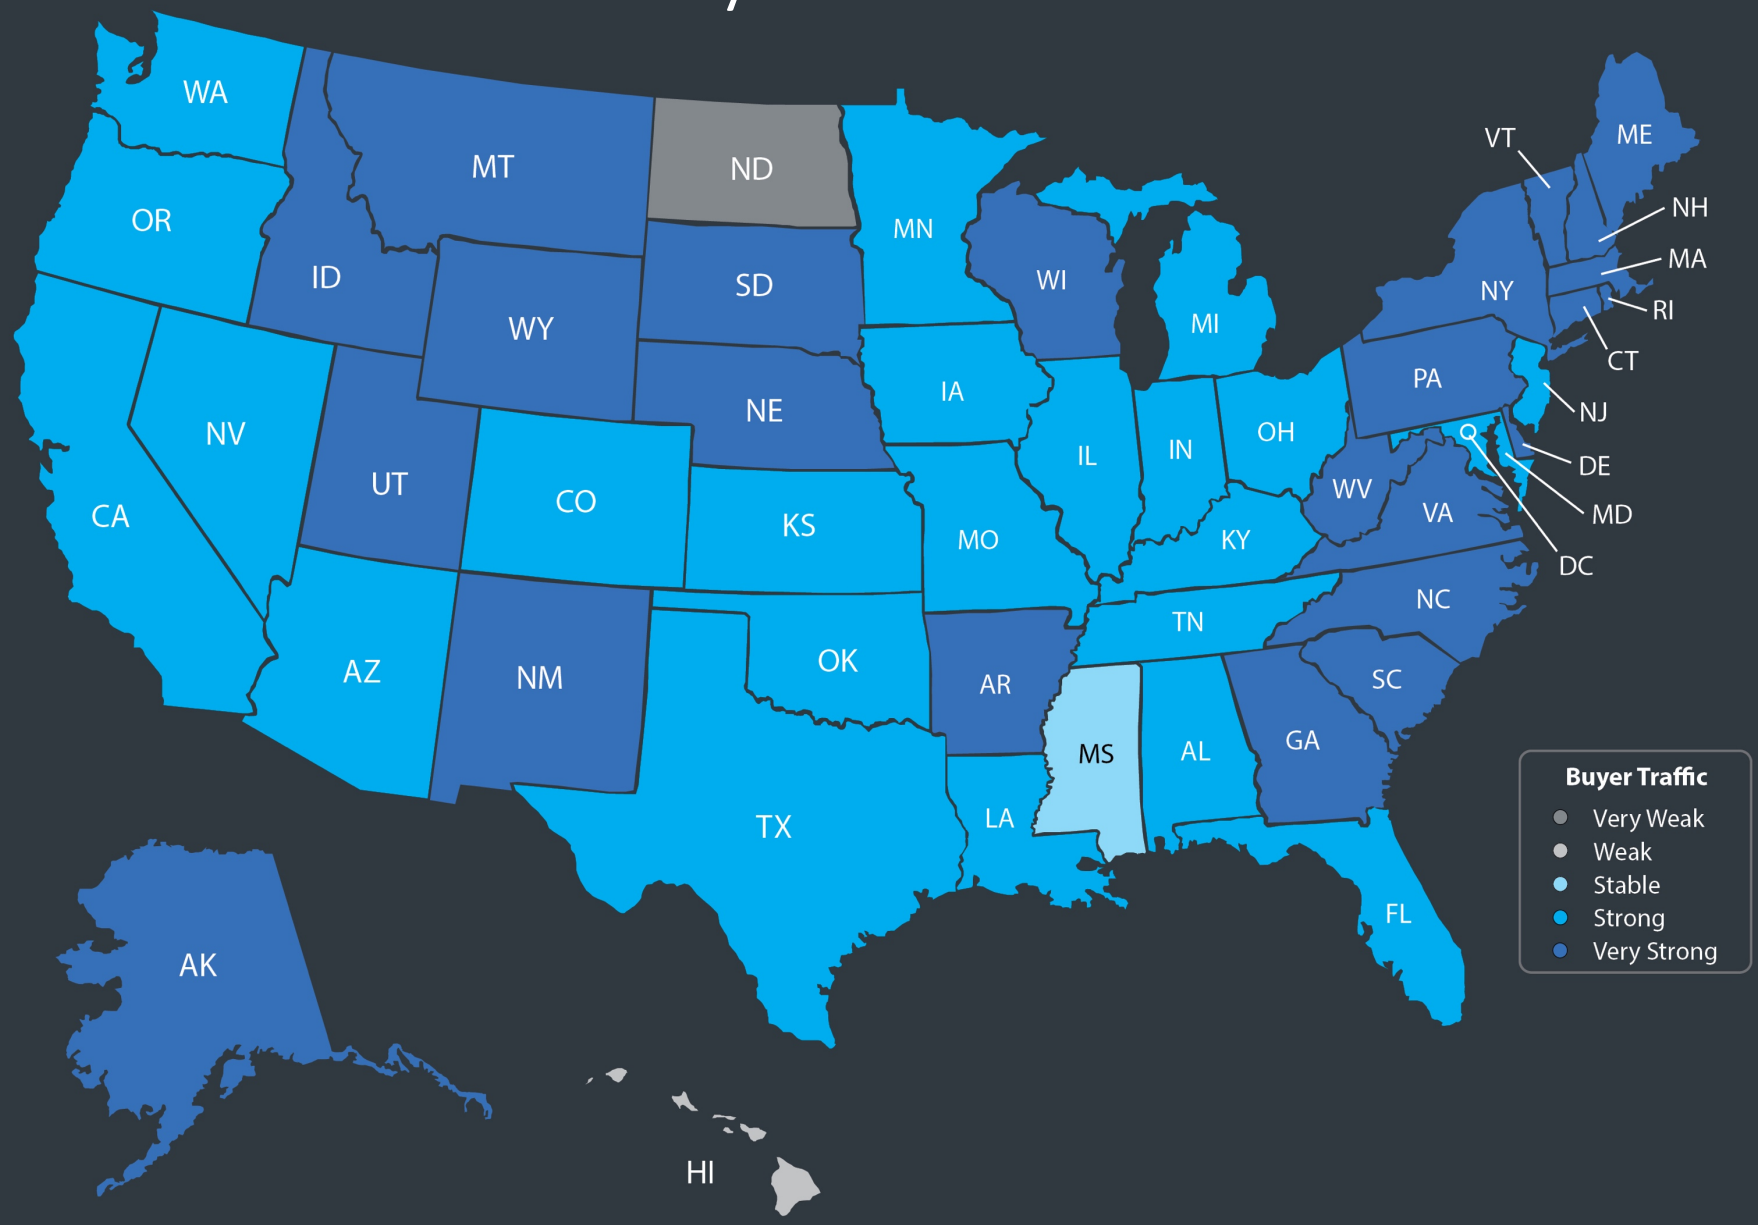 WA
OR
CA
NV
ID
MT
WY
UT
AZ
CO
NM
ND
SD
NE
KS
OK
TX
MN
IA
MO
AR
LA
WI
IL
MI
IN
OH
KY
TN
MS
AL
GA
FL
SC
NC
VA
WV
PA
NY
VT
ME
NH
MA
RI
CT
NJ
DE
MD
DC
AK
HI
Buyer Traffic
Very Weak
Weak
Stable
Strong
Very Strong